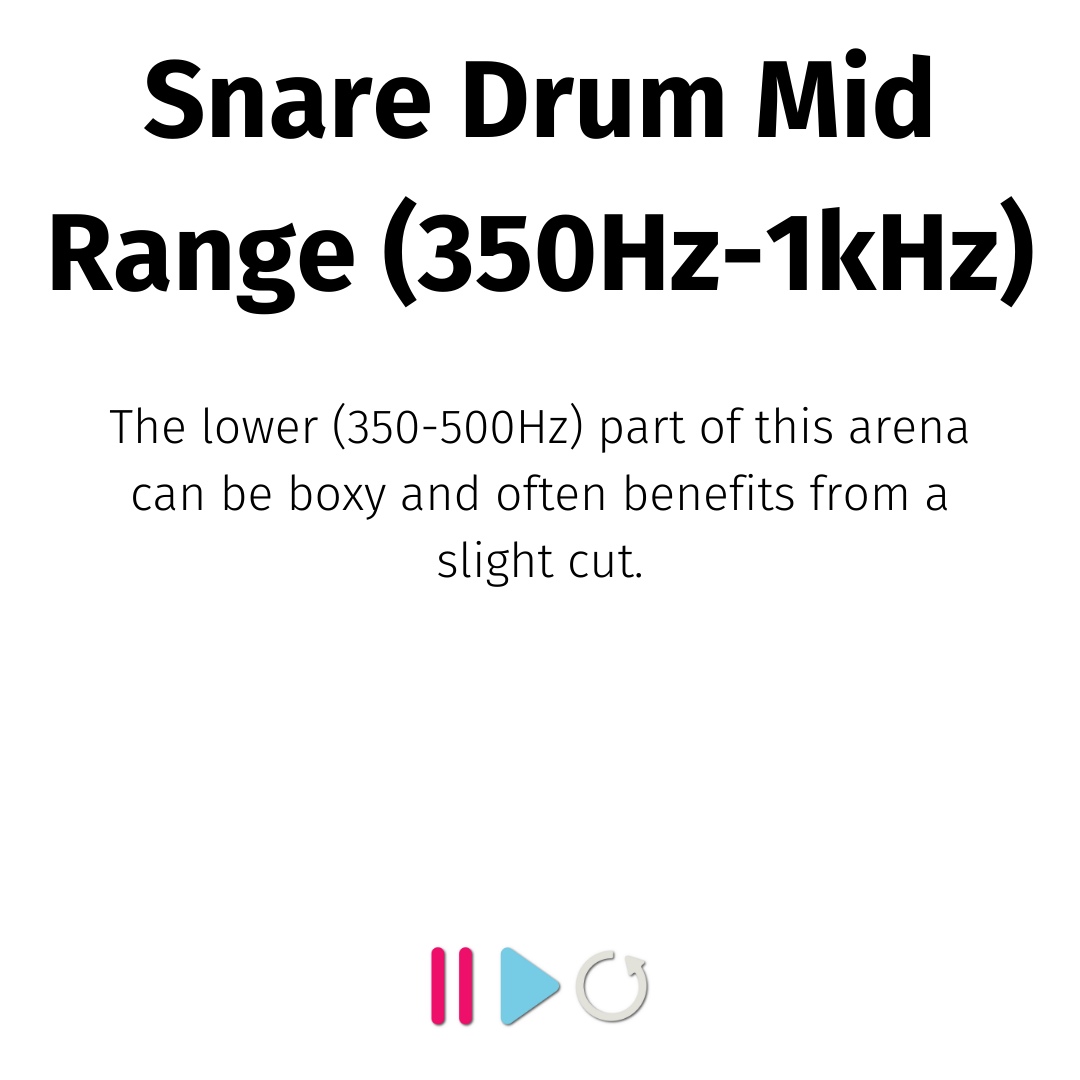 Snare Drum Mid
Range (350Hz-1kHz)
The lower (350-500Hz) part of this arena
can be boxy and often benefits from a
slight cut.